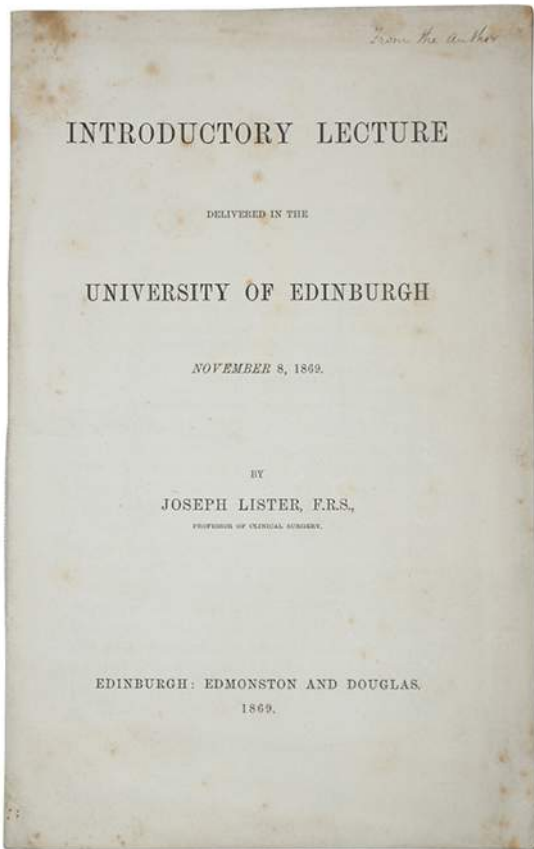 From the author
INTRODUCTORY LECTURE
DELIVERED IN THE
UNIVERSITY OF EDINBURGH
NOVEMBER 8, 1869.
BY
JOSEPH LISTER, F.R.S.,
PROFESSOR OF CLINICAL SURGERY.
EDINBURGH: EDMONSTON AND DOUGLAS.
1869.